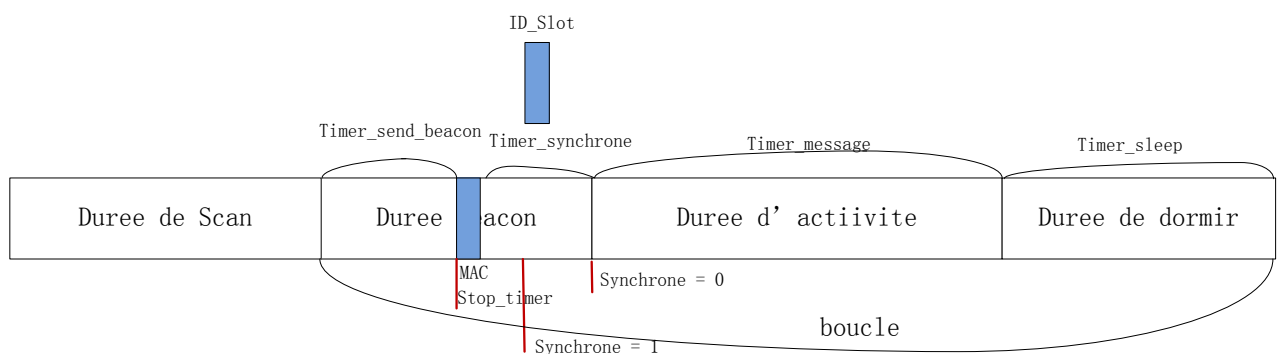 ID_Slot
Timer_send_beacon
Timer_synchrone
Timer_message
Timer_sleep
Duree de Scan
Duree
eacon
Duree d’actiivite
Duree de dormir
MAC
Stop_timer
Synchrone = 0
boucle
Synchrone = 1